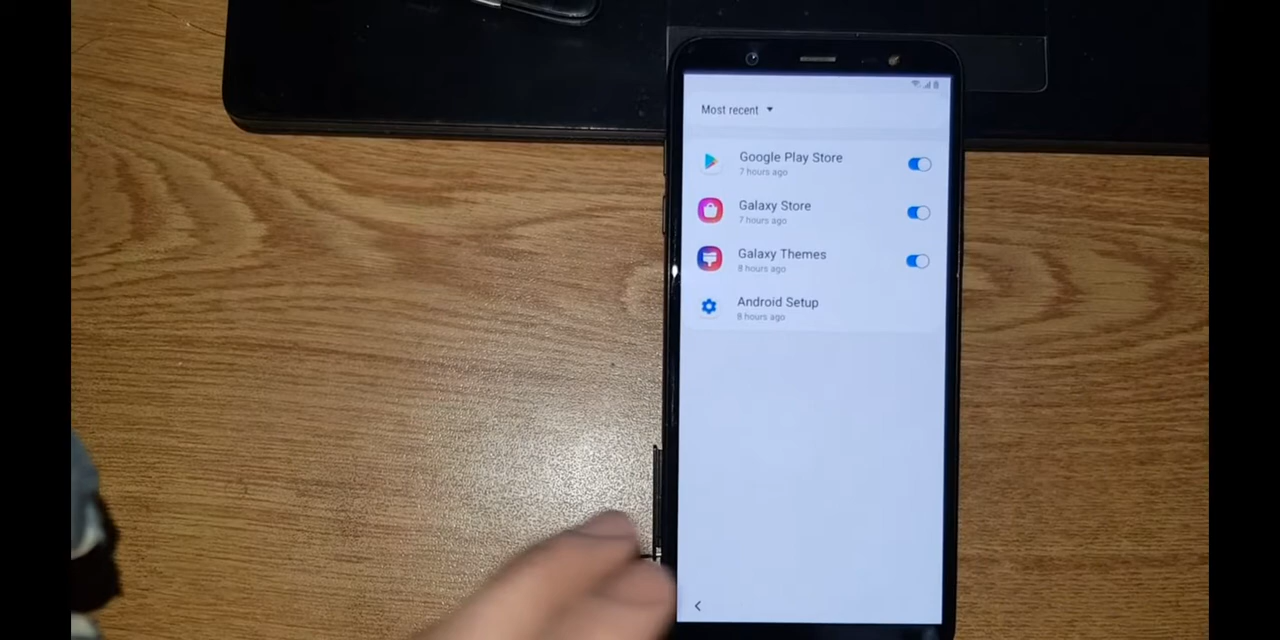 Most recent
Google Play Store
7 hours ago
Galaxy Store
7 hours ago
Galaxy Themes
8 hours ago
Android Setup
8 hours ago